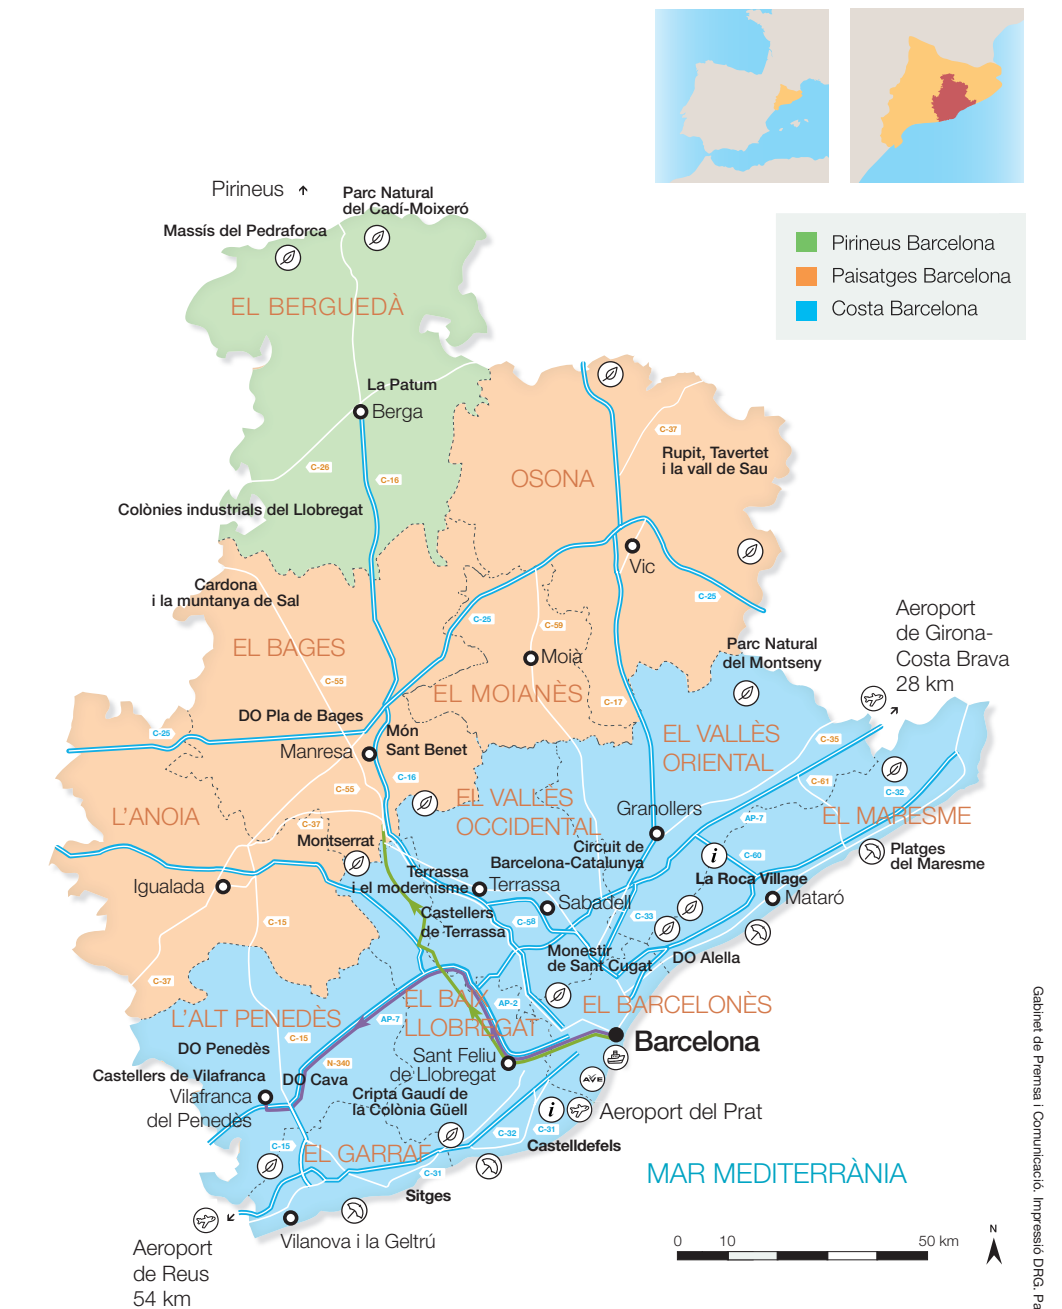 Pirineus
Parc Natural
del Cadí-Moixeró
Massís del Pedraforca
Pirineus Barcelona
Paisatges Barcelona
Costa Barcelona
EL BERGUEDÀ
La Patum
Berga
C-37
Rupit, Tavertet
i la vall de Sau
C-26
C-16
OSONA
Colònies industrials del Llobregat
Vic
Cardona
i la muntanya de Sal
C-25
C-25
C-59
Aeroport
de Girona-
Costa Brava
28 km
EL BAGES
Moià
Parc Natural
del Montseny
C-55
EL MOIANÈS
C-17
DO Pla de Bages
C-25
Món
Sant Benet
Manresa
EL VALLÈS
ORIENTAL
C-35
C-16
C-61
C-55
C-32
EL VALLÈS
OCCIDENTAL
Granollers
L'ANOIA
C-37
AP-7
EL MARESME
Montserrat
Circuit de
Barcelona-Catalunya
i
C-60
Platges
del Maresme
Terrassa
i el modernisme
Terrassa
La Roca Village
Igualada
Sabadell
Mataró
Castellers
de Terrassa
C-15
C-58
C-33
Monestir
de Sant Cugat
DO Alella
C-37
EL BAIX
LLOBREGAT
AP-2
EL BARCELONÈS
L'ALT PENEDÈS
AP-7
C-15
Barcelona
DO Penedès
N-340
Sant Feliu
de Llobregat
Castellers de Vilafranca
DO Cava
AVE
Vilafranca
del Penedès
Cripta Gaudí de
la Colònia Güell
i
Aeroport del Prat
C-32
C-31
Castelldefels
C-15
EL GARRAF
C-31
MAR MEDITERRÀNIA
Sitges
Vilanova i la Geltrú
Aeroport
de Reus
54 km
0
10
50 km
N
Gabinet de Premsa i Comunicació. Impressió DRG. Pa